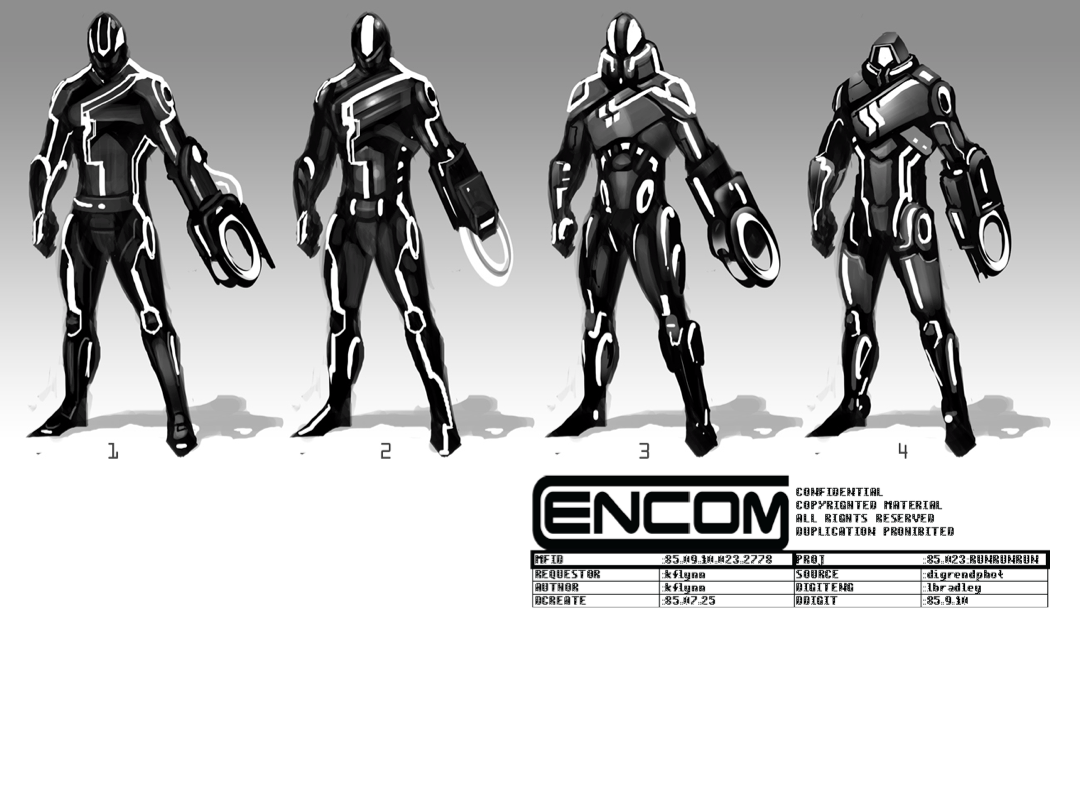 1 2 3 4
ENCOM
CONFIDENTIAL
COPYRIGHTED MATERIAL
ALL RIGHTS RESERVED
DUPLICATION PROHIBITED
MFID ::85.09.10.023.2778 PROJ ::85.023.RUNRUNRUN
REQUESTOR ::kflynn SOURCE ::digrendphot
AUTHOR ::kflynn DIGITENG ::lbradley
DCREATE ::85.07.25 DDIGIT ::85.9.10